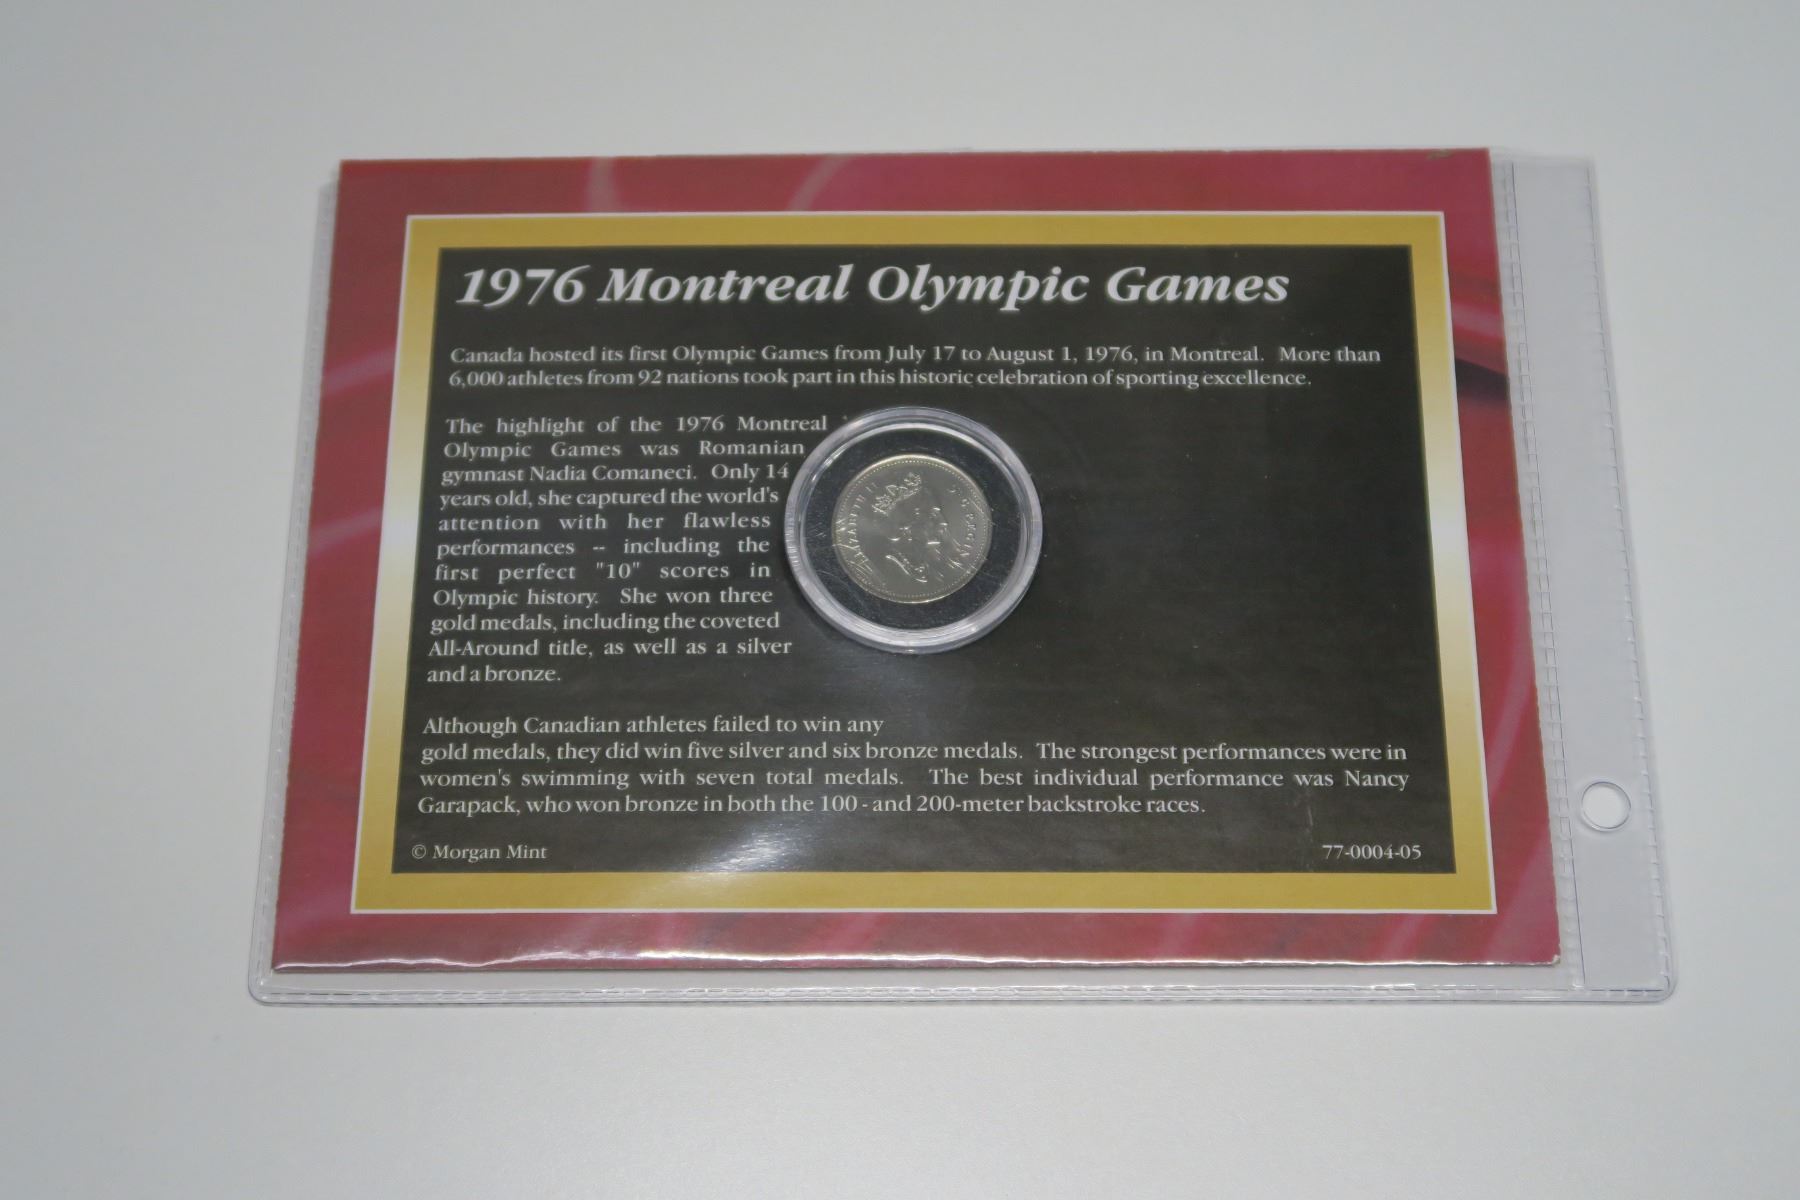 1976 Montreal Olympic Games
Canada hosted its first Olympic Games from July 17 to August 1, 1976, in Montreal. More than
6,000 athletes from 92 nations took part in this historic celebration of sporting excellence.
The highlight of the 1976 Montreal
Olympic Games was Romanian
gymnast Nadia Comaneci. Only 14
years old, she captured the world's
attention with her flawless
performances -- including the
first perfect "10" scores in
Olympic history. She won three
gold medals, including the coveted
All-Around title, as well as a silver
and a bronze.
ELIZABETH II D·G·REGINA
Although Canadian athletes failed to win any
gold medals, they did win five silver and six bronze medals. The strongest performances were in
women's swimming with seven total medals. The best individual performance was Nancy
Garapack, who won bronze in both the 100 - and 200-meter backstroke races.
© Morgan Mint
77-0004-05